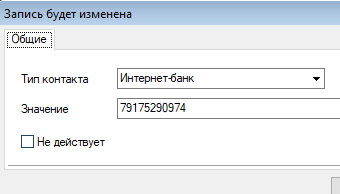 Запись будет изменена
Общие
Тип контакта Интернет-банк
Значение 79175290974
Не действует